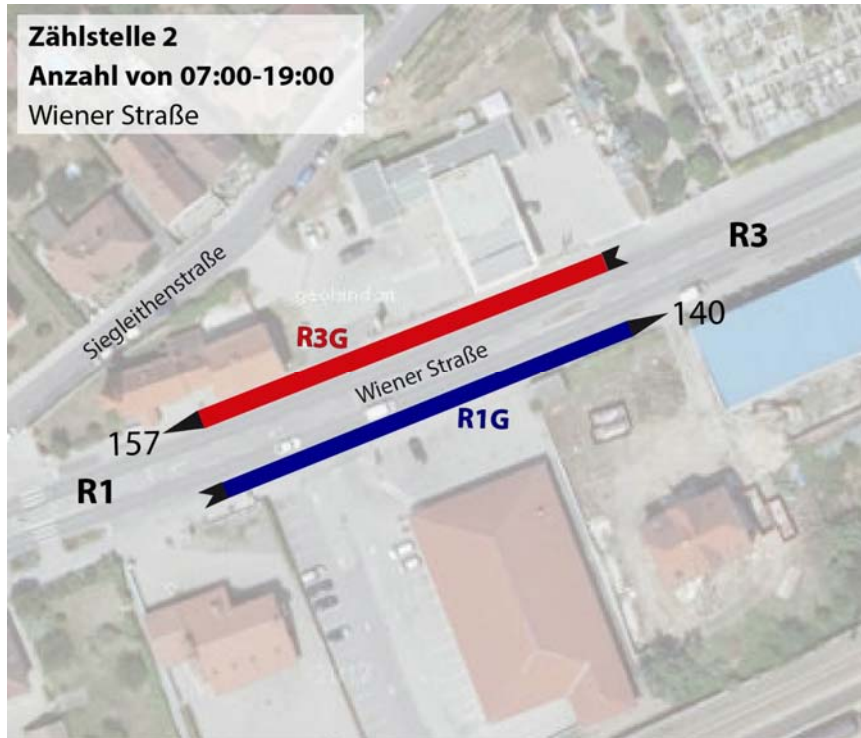 Zählstelle 2
Anzahl von 07:00-19:00
Wiener Straße
R3
Siegleithenstraße
R3G
140
Wiener Straße
R1G
157
R1